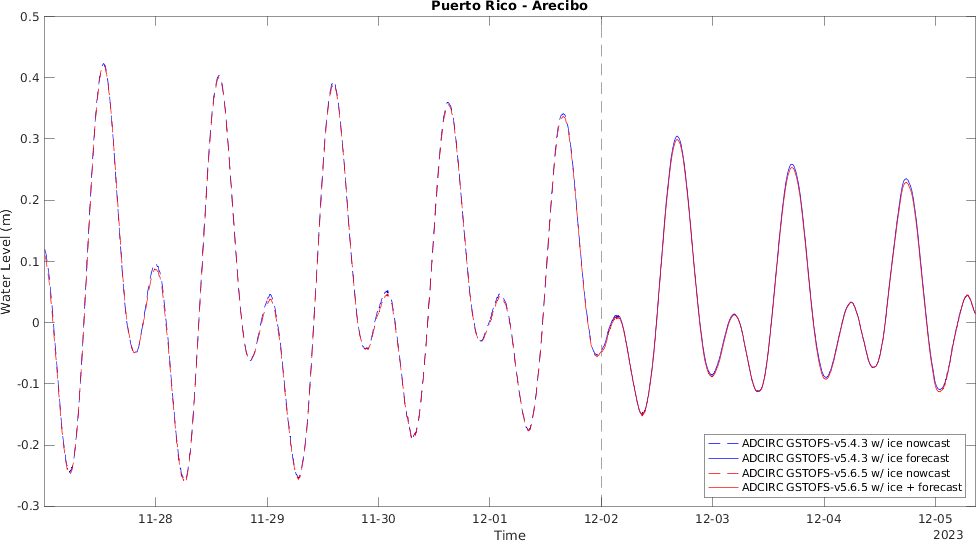 Puerto Rico - Arecibo
0.5
0.4
0.3
0.2
0.1
0
-0.1
-0.2
-0.3
Water Level (m)
ADCIRC GSTOFS-v5.4.3 w/ ice nowcast
ADCIRC GSTOFS-v5.4.3 w/ ice forecast
ADCIRC GSTOFS-v5.6.5 w/ ice nowcast
ADCIRC GSTOFS-v5.6.5 w/ ice + forecast
11-28 11-29 11-30 12-01 12-02 12-03 12-04 12-05
Time
2023